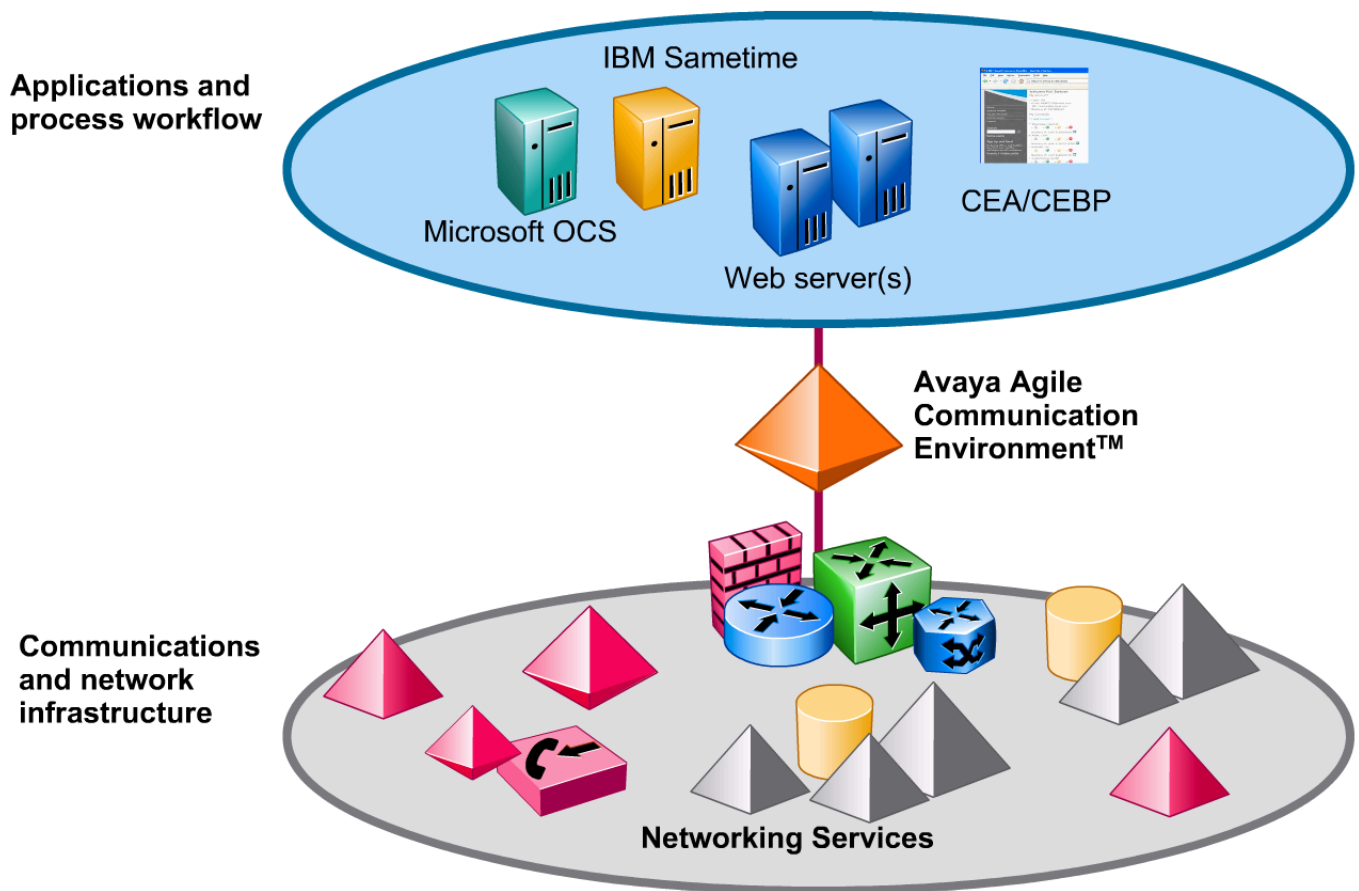 IBM Sametime
Applications and
process workflow
CEA/CEBP
Microsoft OCS
Web server(s)
Avaya Agile
Communication
Environment™
Communications
and network
infrastructure
Networking Services